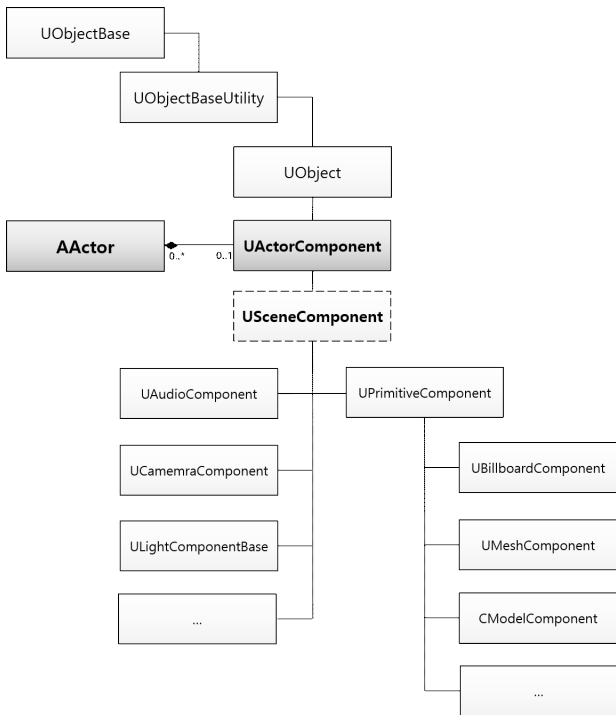 UObjectBase
UObjectBaseUtility
UObject
AActor
0..*
0..1
UActorComponent
USceneComponent
UAudioComponent
UPrimitiveComponent
UCamemraComponent
UBillboardComponent
ULightComponentBase
UMeshComponent
...
CModelComponent
...